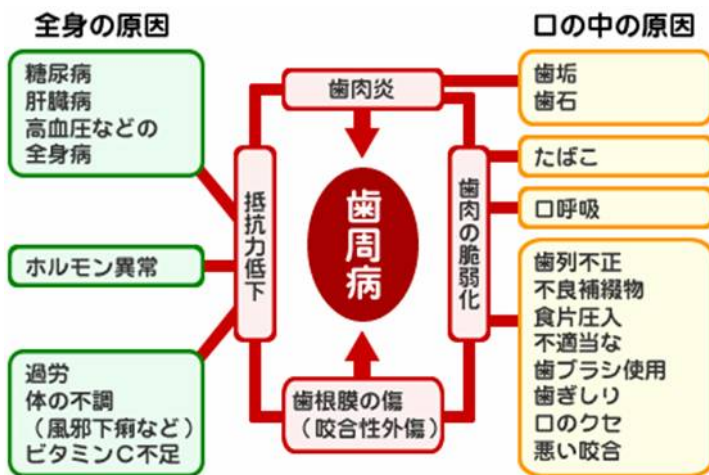 全身の原因
糖尿病
肝臓病
高血圧などの
全身病
ホルモン異常
過労
体の不調
（風邪下痢など）
ビタミンC不足
抵抗力低下
歯肉炎
歯周病
歯根膜の傷
（咬合性外傷）
歯肉の脆弱化
口の中の原因
歯垢
歯石
たばこ
口呼吸
歯列不正
不良補綴物
食片圧入
不適当な
歯ブラシ使用
歯ぎしり
口のクセ
悪い咬合